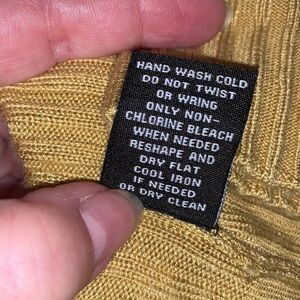 HAND WASH COLD
DO NOT TWIST
OR WRING
ONLY NON-
CHLORINE BLEACH
WHEN NEEDED
RESHAPE AND
DRY FLAT
COOL IRON
IF NEEDED
OR DRY CLEAN